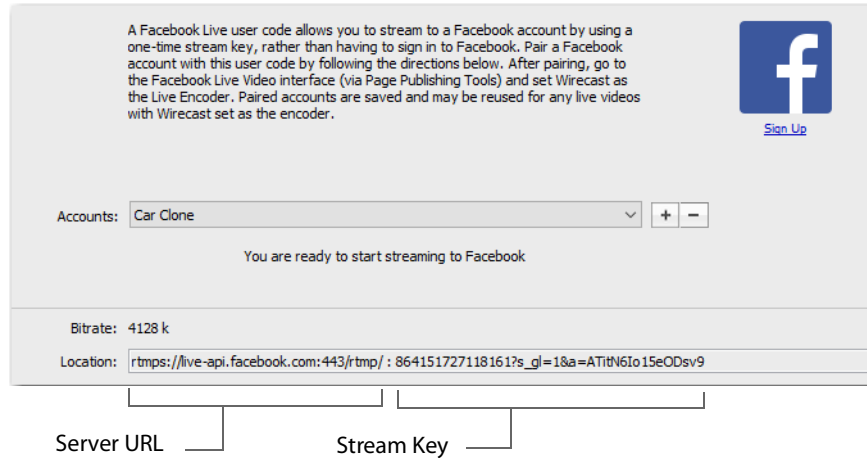 A Facebook Live user code allows you to stream to a Facebook account by using a
one-time stream key, rather than having to sign in to Facebook. Pair a Facebook
account with this user code by following the directions below. After pairing, go to
the Facebook Live Video interface (via Page Publishing Tools) and set Wirecast as
the Live Encoder. Paired accounts are saved and may be reused for any live videos
with Wirecast set as the encoder.
Sign Up
Accounts: Car Clone
You are ready to start streaming to Facebook
Bitrate: 4128 k
Location: rtmps://live-api.facebook.com:443/rtmp/ : 864151727118161?s_gl=1&a=ATitN6Io15eODsv9
Server URL Stream Key